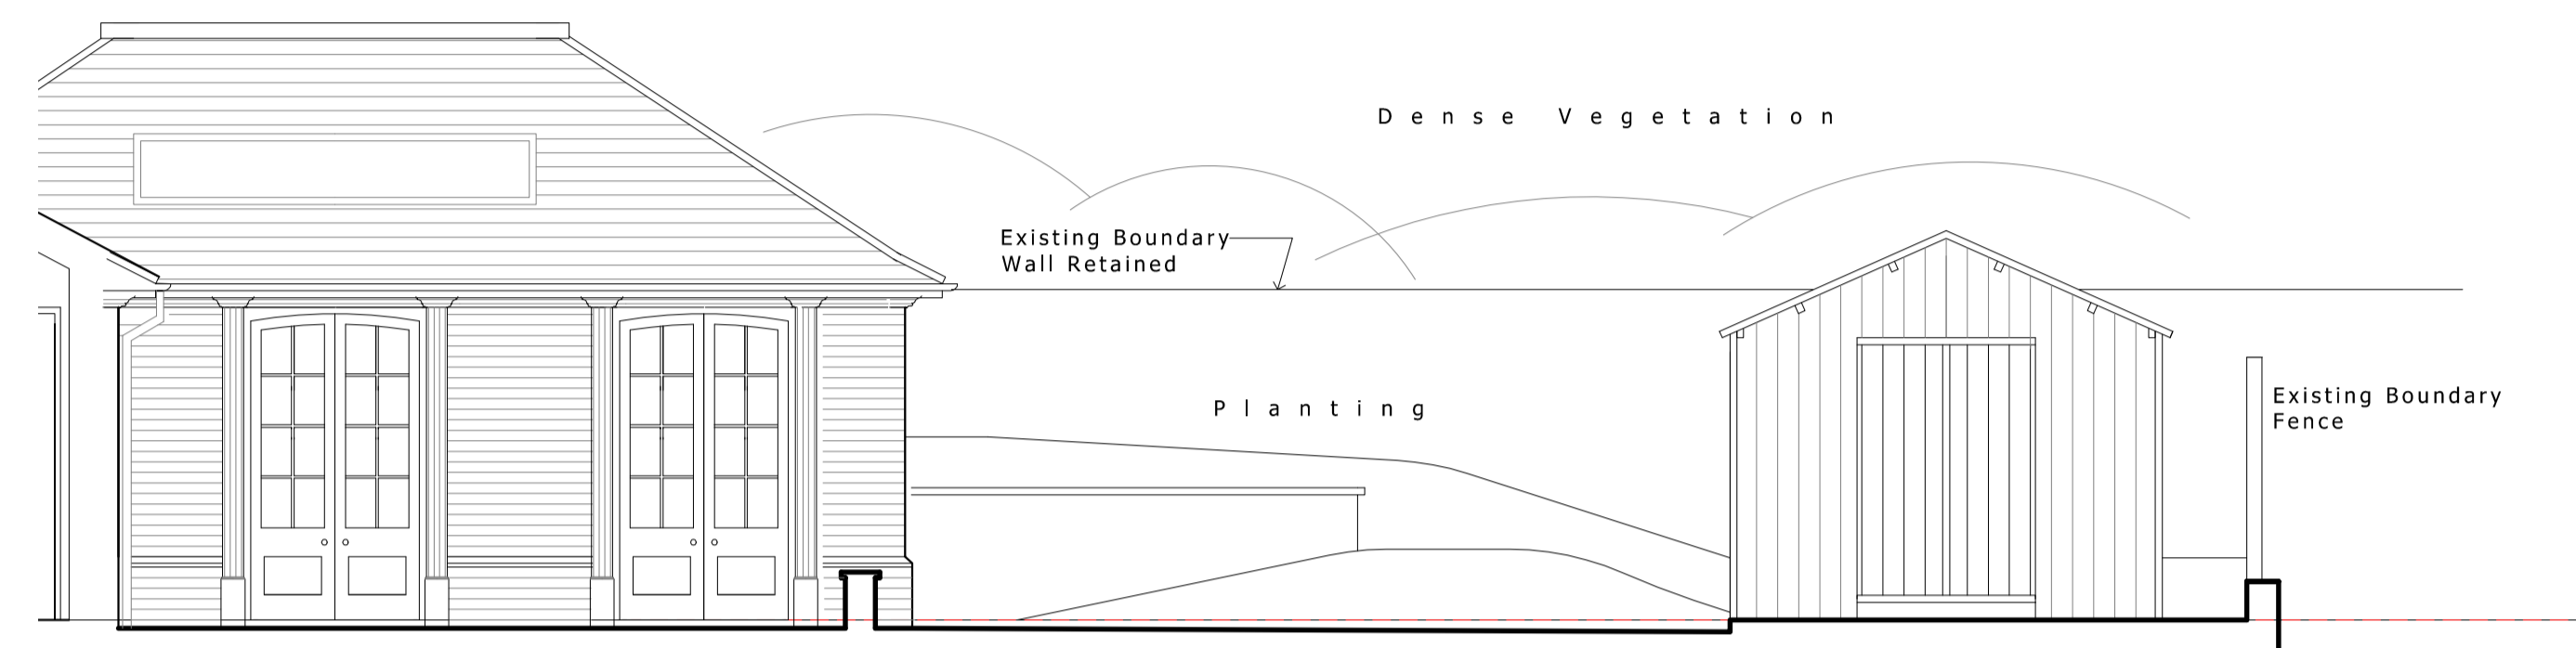 Dense Vegetation
Existing Boundary
Wall Retained
Planting
Existing Boundary
Fence